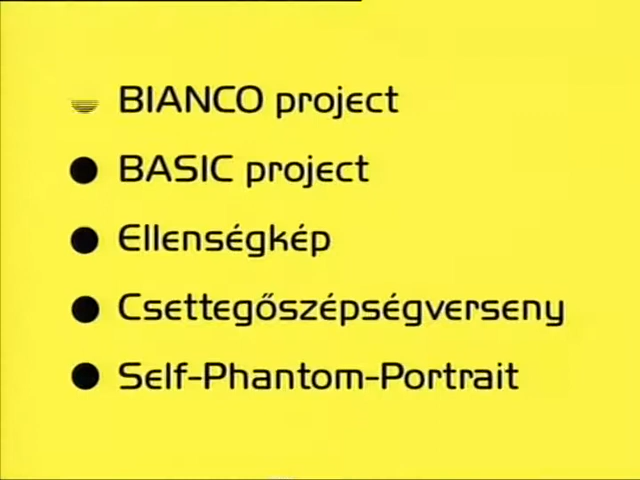 BIANCO project
BASIC project
Ellenségkép
Csettegőszépségverseny
Self-Phantom-Portrait